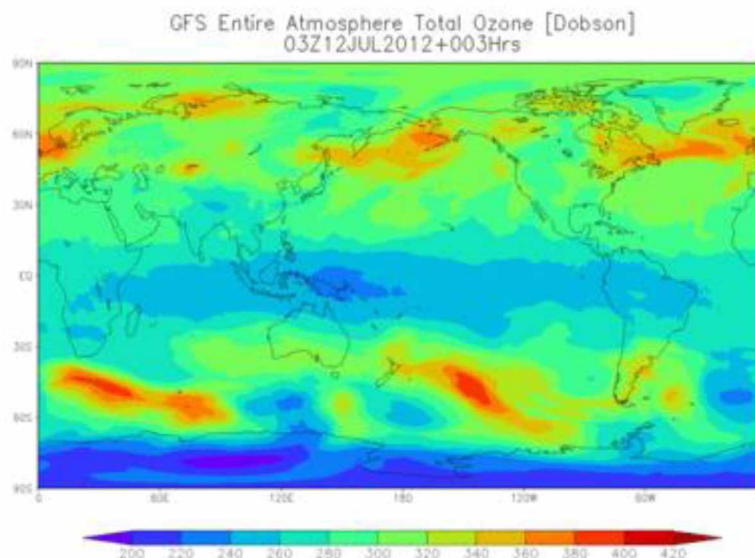 GFS Entire Atmosphere Total Ozone [Dobson]
03Z12JUL2012+003Hrs
90N
60N
30N
EQ
30S
60S
90S
0 60E 120E 180 120W 60W
200 220 240 260 280 300 320 340 360 380 400 420